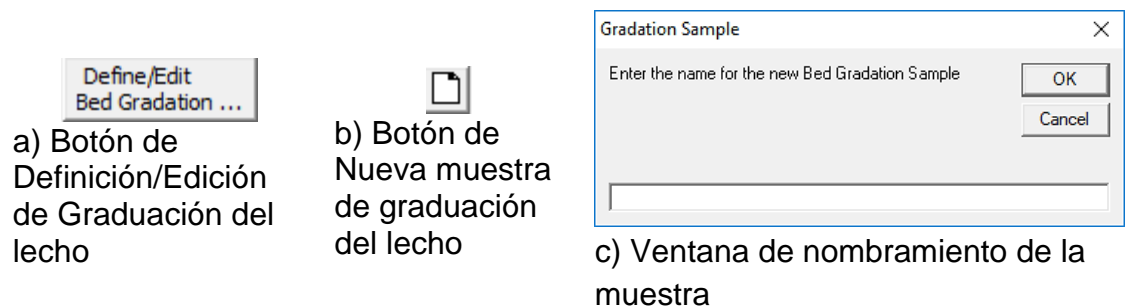 Define/Edit
Bed Gradation ...
a) Botón de
Definición/Edición
de Graduación del
lecho
b) Botón de
Nueva muestra
de graduación
del lecho
Gradation Sample
Enter the name for the new Bed Gradation Sample
OK
Cancel
c) Ventana de nombramiento de la
muestra